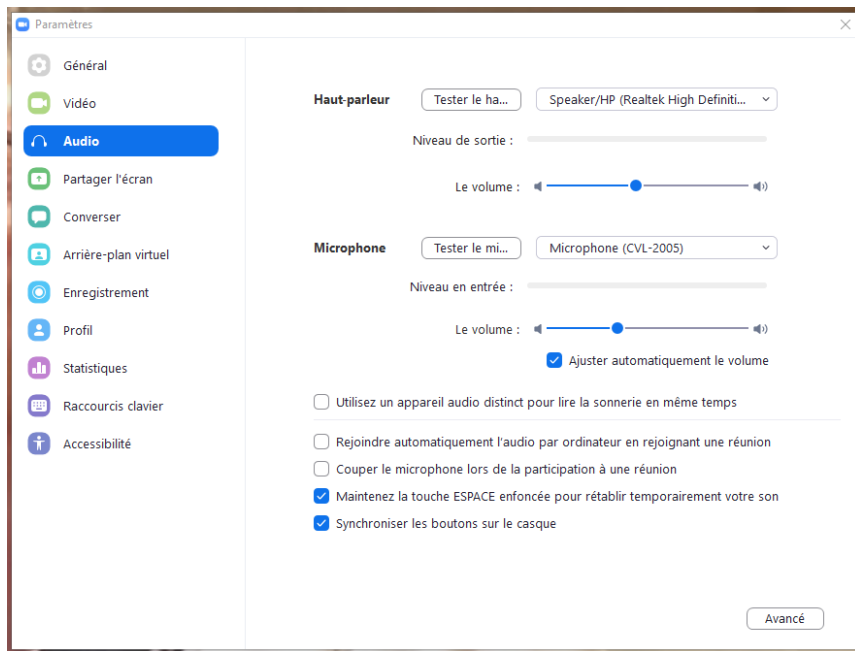 Paramètres
Général
Vidéo
Audio
Partager l'écran
Converser
Arrière-plan virtuel
Enregistrement
Profil
Statistiques
Raccourcis clavier
Accessibilité
Haut-parleur Tester le ha... Speaker/HP (Realtek High Definiti...
Niveau de sortie :
Le volume :
Microphone Tester le mi... Microphone (CVL-2005)
Niveau en entrée :
Le volume :
Ajuster automatiquement le volume
Utilisez un appareil audio distinct pour lire la sonnerie en même temps
Rejoindre automatiquement l'audio par ordinateur en rejoignant une réunion
Couper le microphone lors de la participation à une réunion
Maintenez la touche ESPACE enfoncée pour rétablir temporairement votre son
Synchroniser les boutons sur le casque
Avancé